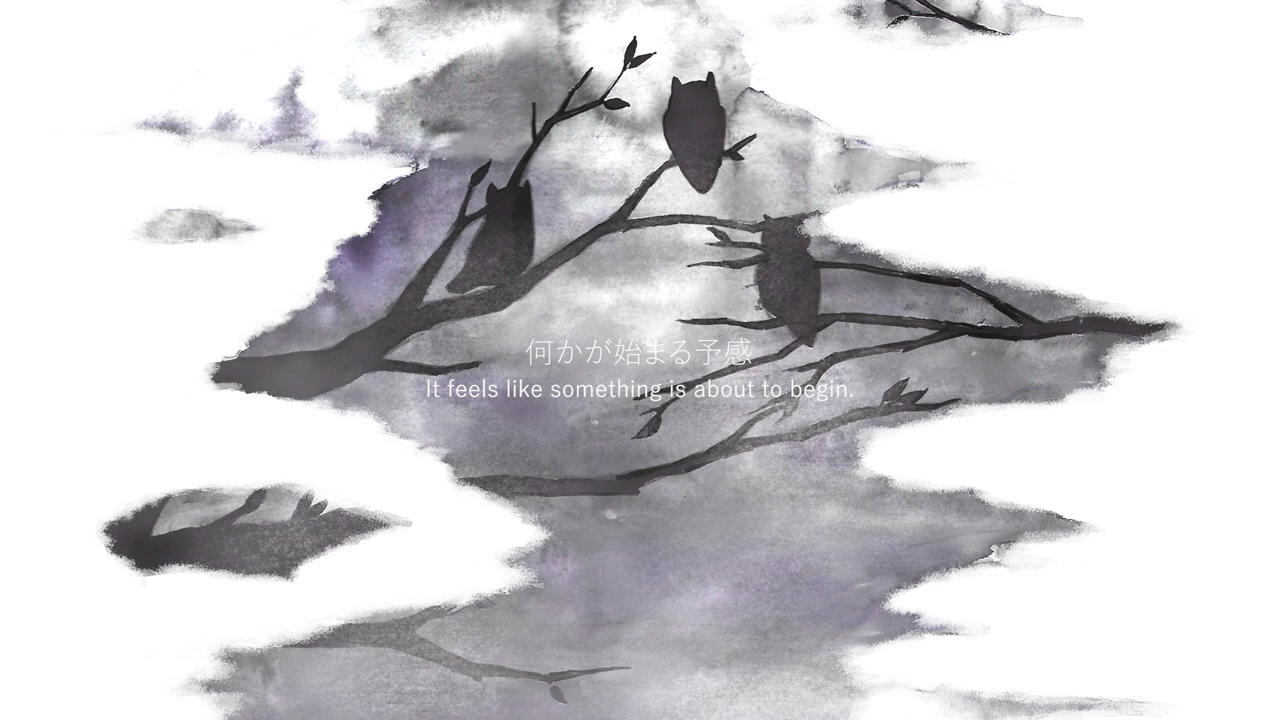 何かが始まる予感
It feels like something is about to begin.